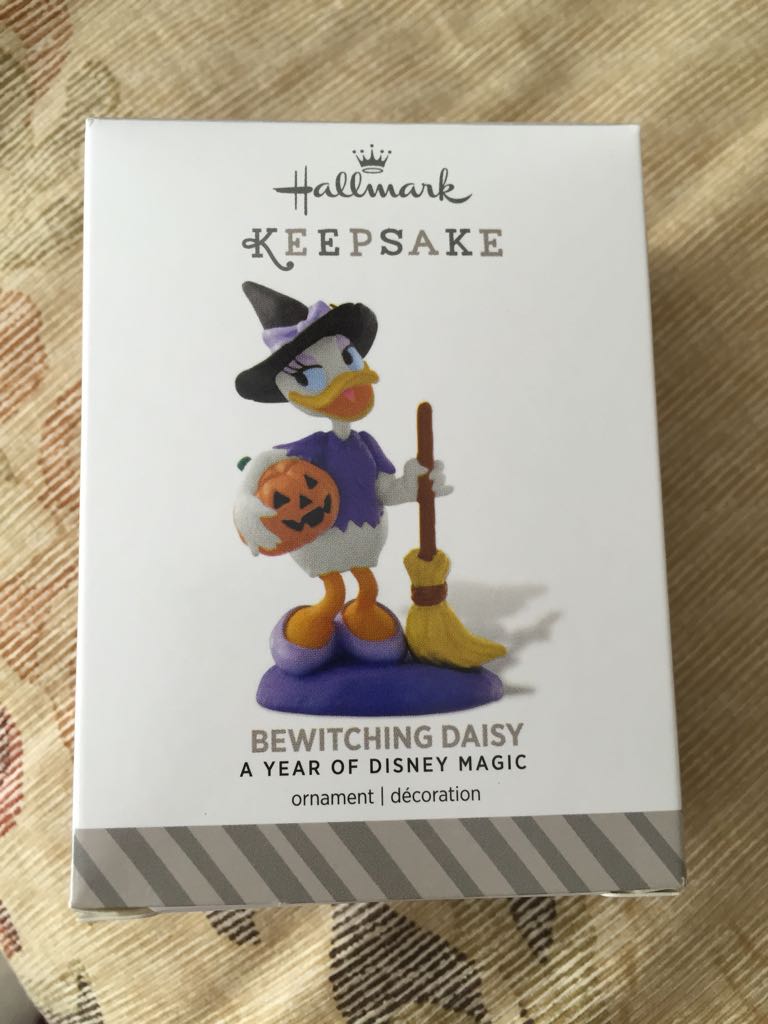 Hallmark
KEEPSAKE
BEWITCHING DAISY
A YEAR OF DISNEY MAGIC
ornament | décoration